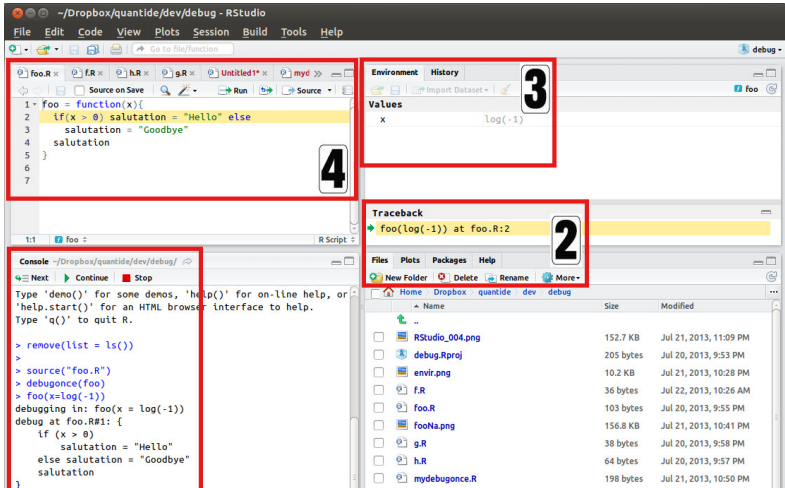 ~/Dropbox/quantide/dev/debug - RStudio
File Edit Code View Plots Session Build Tools Help
Go to file/function debug
foo.R f.R h.R g.R Untitled1* myd
Source on Save Run Source
1 foo = function(x){
2 if(x > 0) salutation = "Hello" else
3 salutation = "Goodbye"
4 salutation
5 }
6
7
4
1:1 foo R Script
Console ~/Dropbox/quantide/dev/debug/
Next Continue Stop
Type 'demo()' for some demos, 'help()' for on-line help, or
'help.start()' for an HTML browser interface to help.
Type 'q()' to quit R.
> remove(list = ls())
>
> source("foo.R")
> debugonce(foo)
> foo(x=log(-1))
debugging in: foo(x = log(-1))
debug at foo.R#1: {
if (x > 0)
salutation = "Hello"
else salutation = "Goodbye"
salutation
}
Environment History
Import Dataset foo
Values
x log(-1)
3
Traceback
foo(log(-1)) at foo.R:2
2
Files Plots Packages Help
New Folder Delete Rename More
Home Dropbox quantide dev debug ...
Name Size Modified
..
RStudio_004.png 152.7 KB Jul 21, 2013, 11:09 PM
debug.Rproj 205 bytes Jul 20, 2013, 9:53 PM
envir.png 10.2 KB Jul 21, 2013, 10:28 PM
f.R 36 bytes Jul 22, 2013, 10:26 AM
foo.R 103 bytes Jul 20, 2013, 9:55 PM
fooNa.png 156.8 KB Jul 21, 2013, 10:41 PM
g.R 38 bytes Jul 20, 2013, 9:58 PM
h.R 64 bytes Jul 20, 2013, 9:57 PM
mydebugonce.R 198 bytes Jul 21, 2013, 10:50 PM